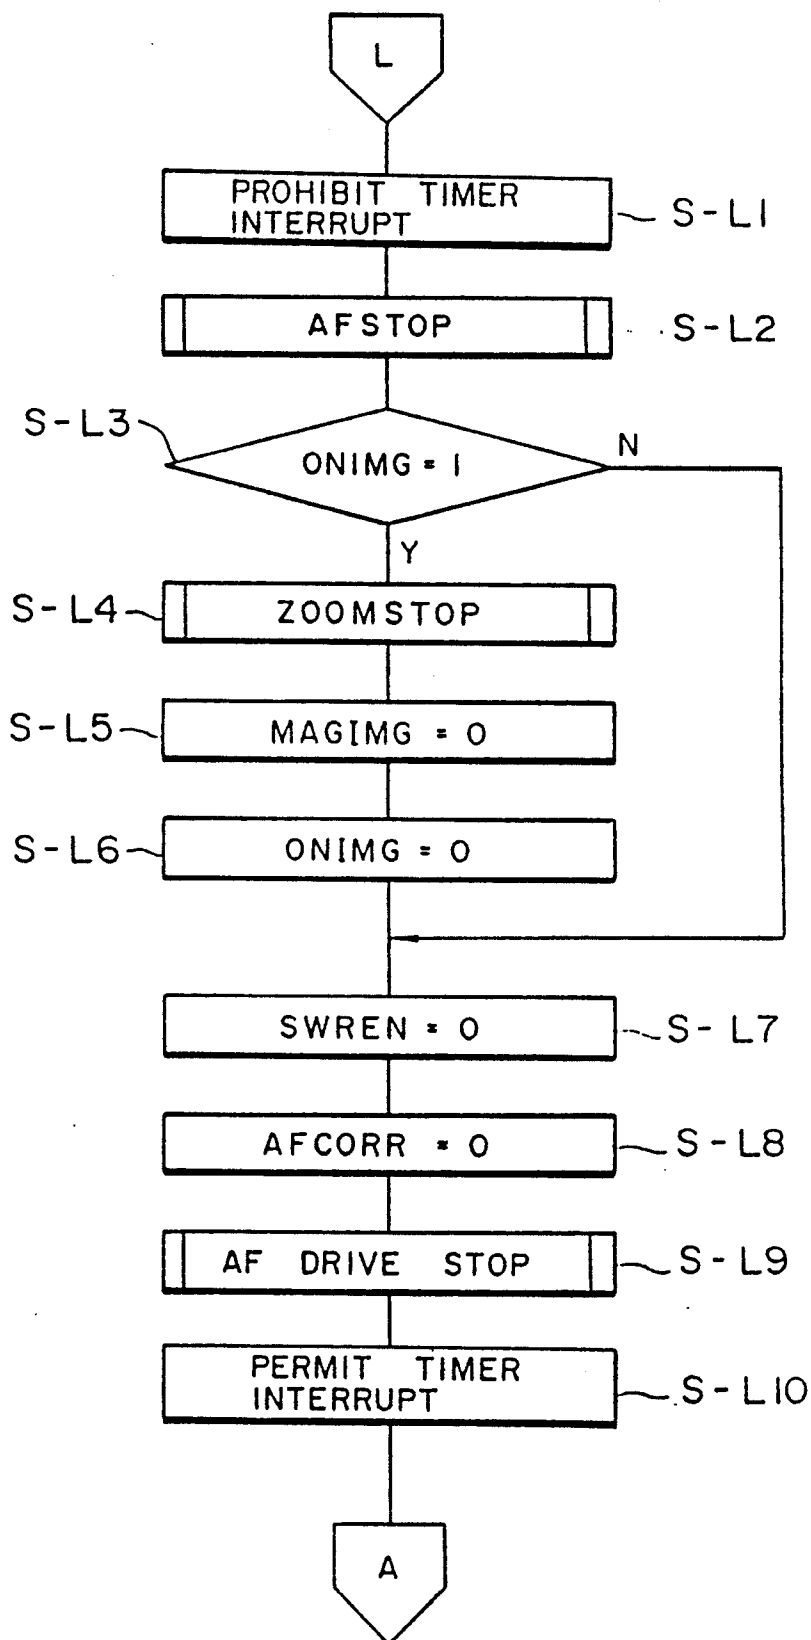 L
PROHIBIT TIMER
INTERRUPT
S-L1
AFSTOP
S-L2
S-L3
ONIMG = 1
N
Y
S-L4
ZOOMSTOP
S-L5
MAGIMG = 0
S-L6
ONIMG = 0
SWREN = 0
S-L7
AFCORR = 0
S-L8
AF DRIVE STOP
S-L9
PERMIT TIMER
INTERRUPT
S-L10
A